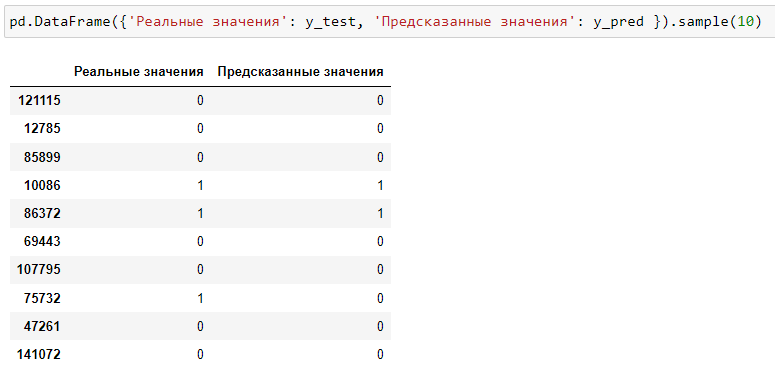 pd.DataFrame({'Реальные значения': y_test, 'Предсказанные значения': y_pred }).sample(10)
Реальные значения Предсказанные значения
121115 0 0
12785 0 0
85899 0 0
10086 1 1
86372 1 1
69443 0 0
107795 0 0
75732 1 0
47261 0 0
141072 0 0